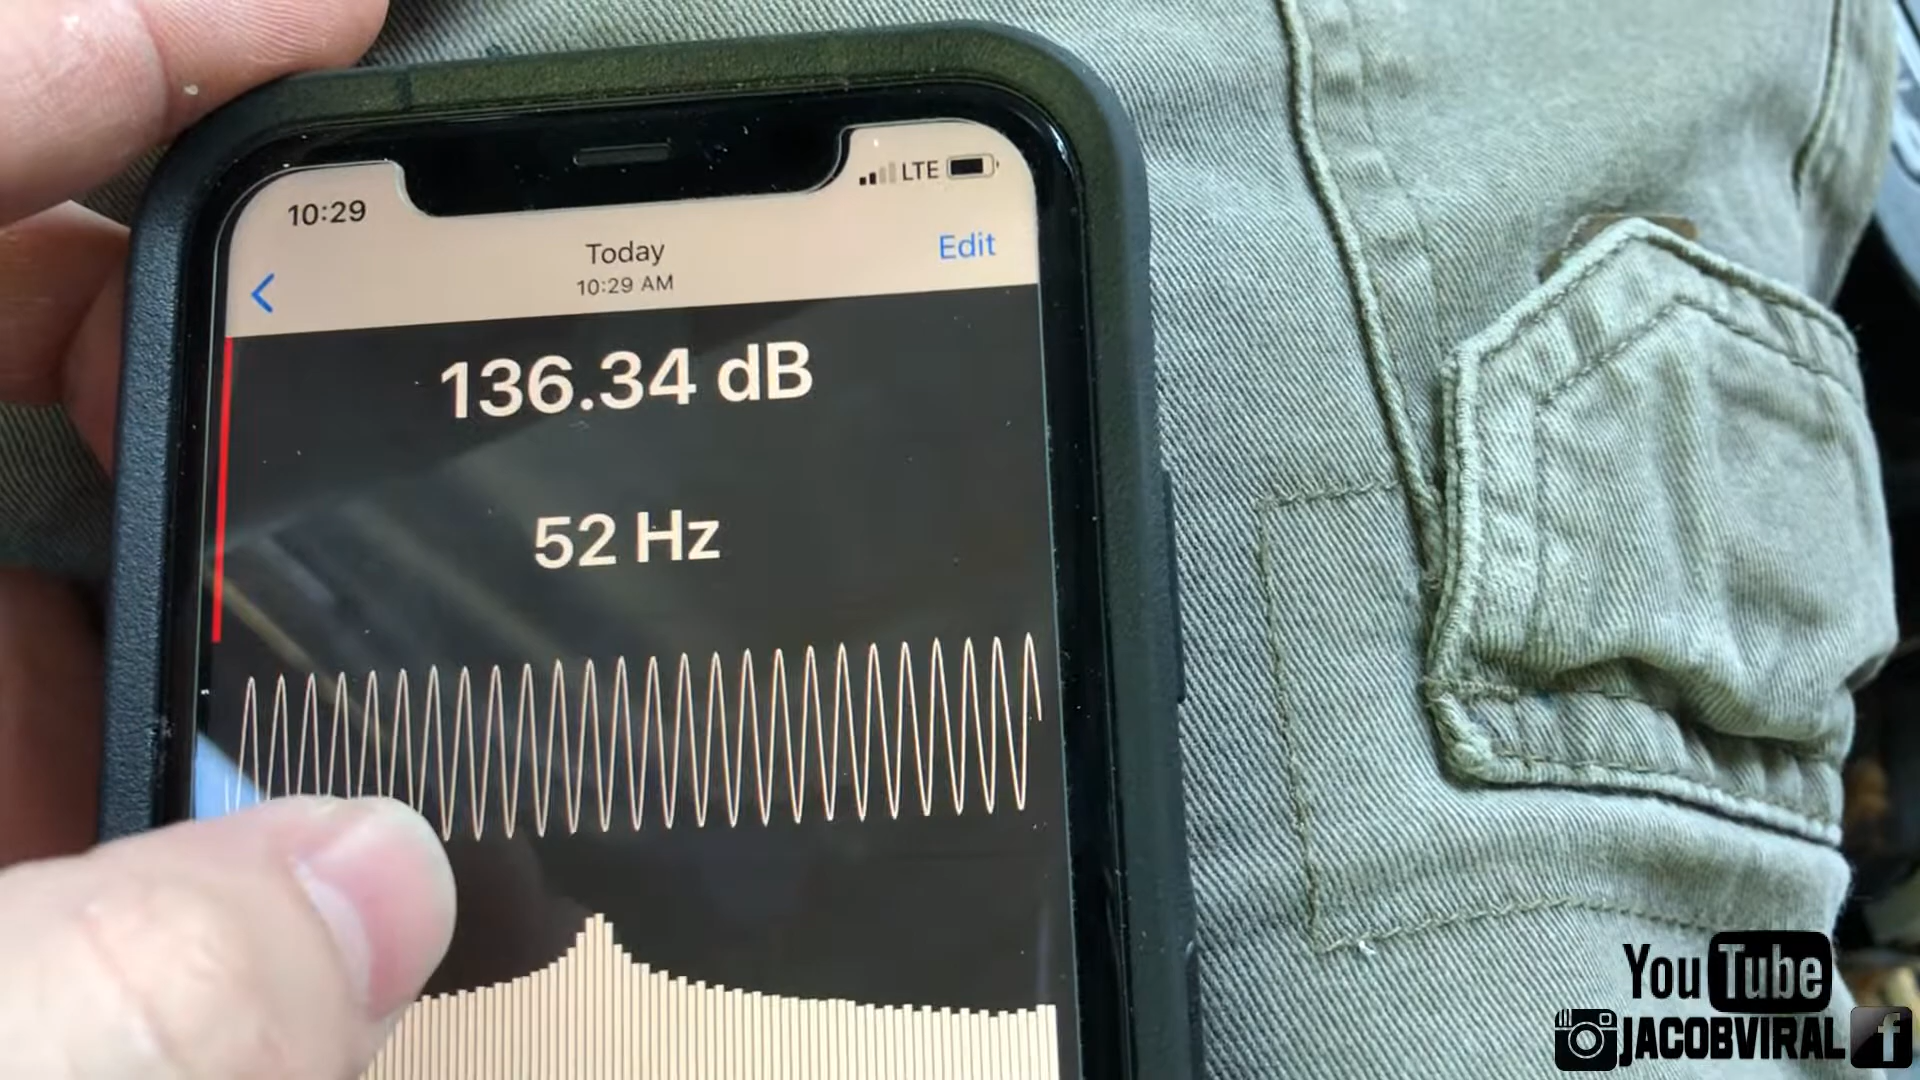 10:29
LTE
Today
10:29 AM
Edit
136.34 dB
52 Hz
YouTube
JACOBVIRAL
f